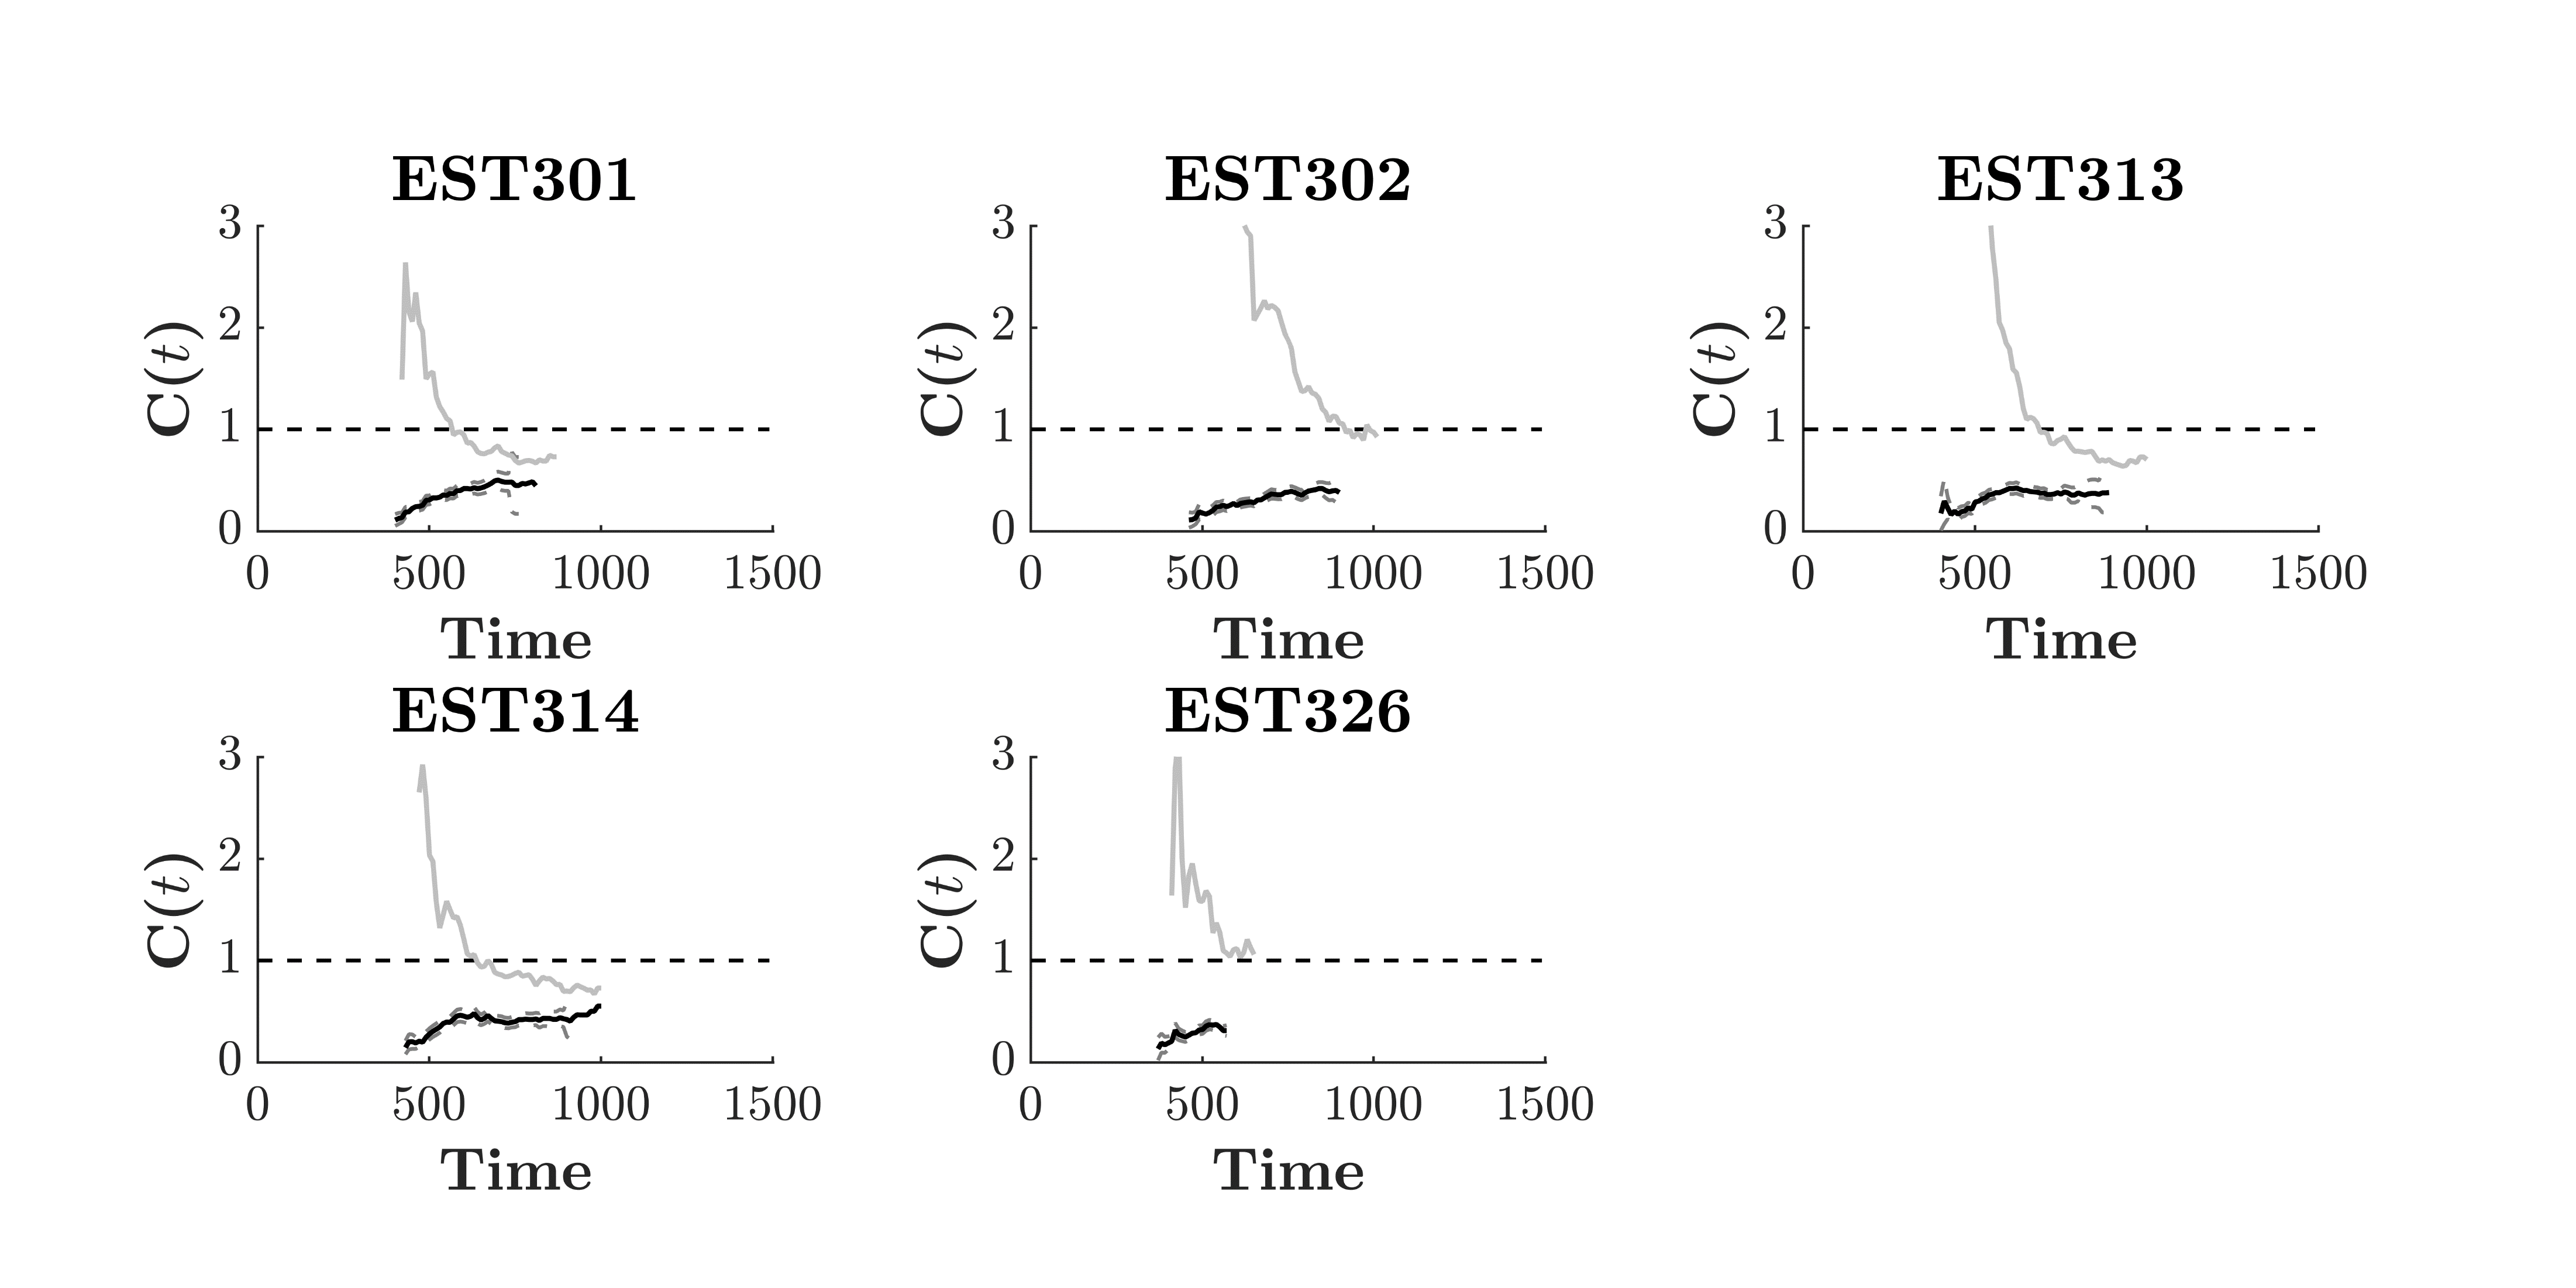 EST301 EST302 EST313
3 3 3
2 2 2
C(t) C(t) C(t)
1 1 1
0 0 0
0 500 1000 1500 0 500 1000 1500 0 500 1000 1500
Time Time Time
EST314 EST326
3 3
2 2
C(t) C(t)
1 1
0 0
0 500 1000 1500 0 500 1000 1500
Time Time